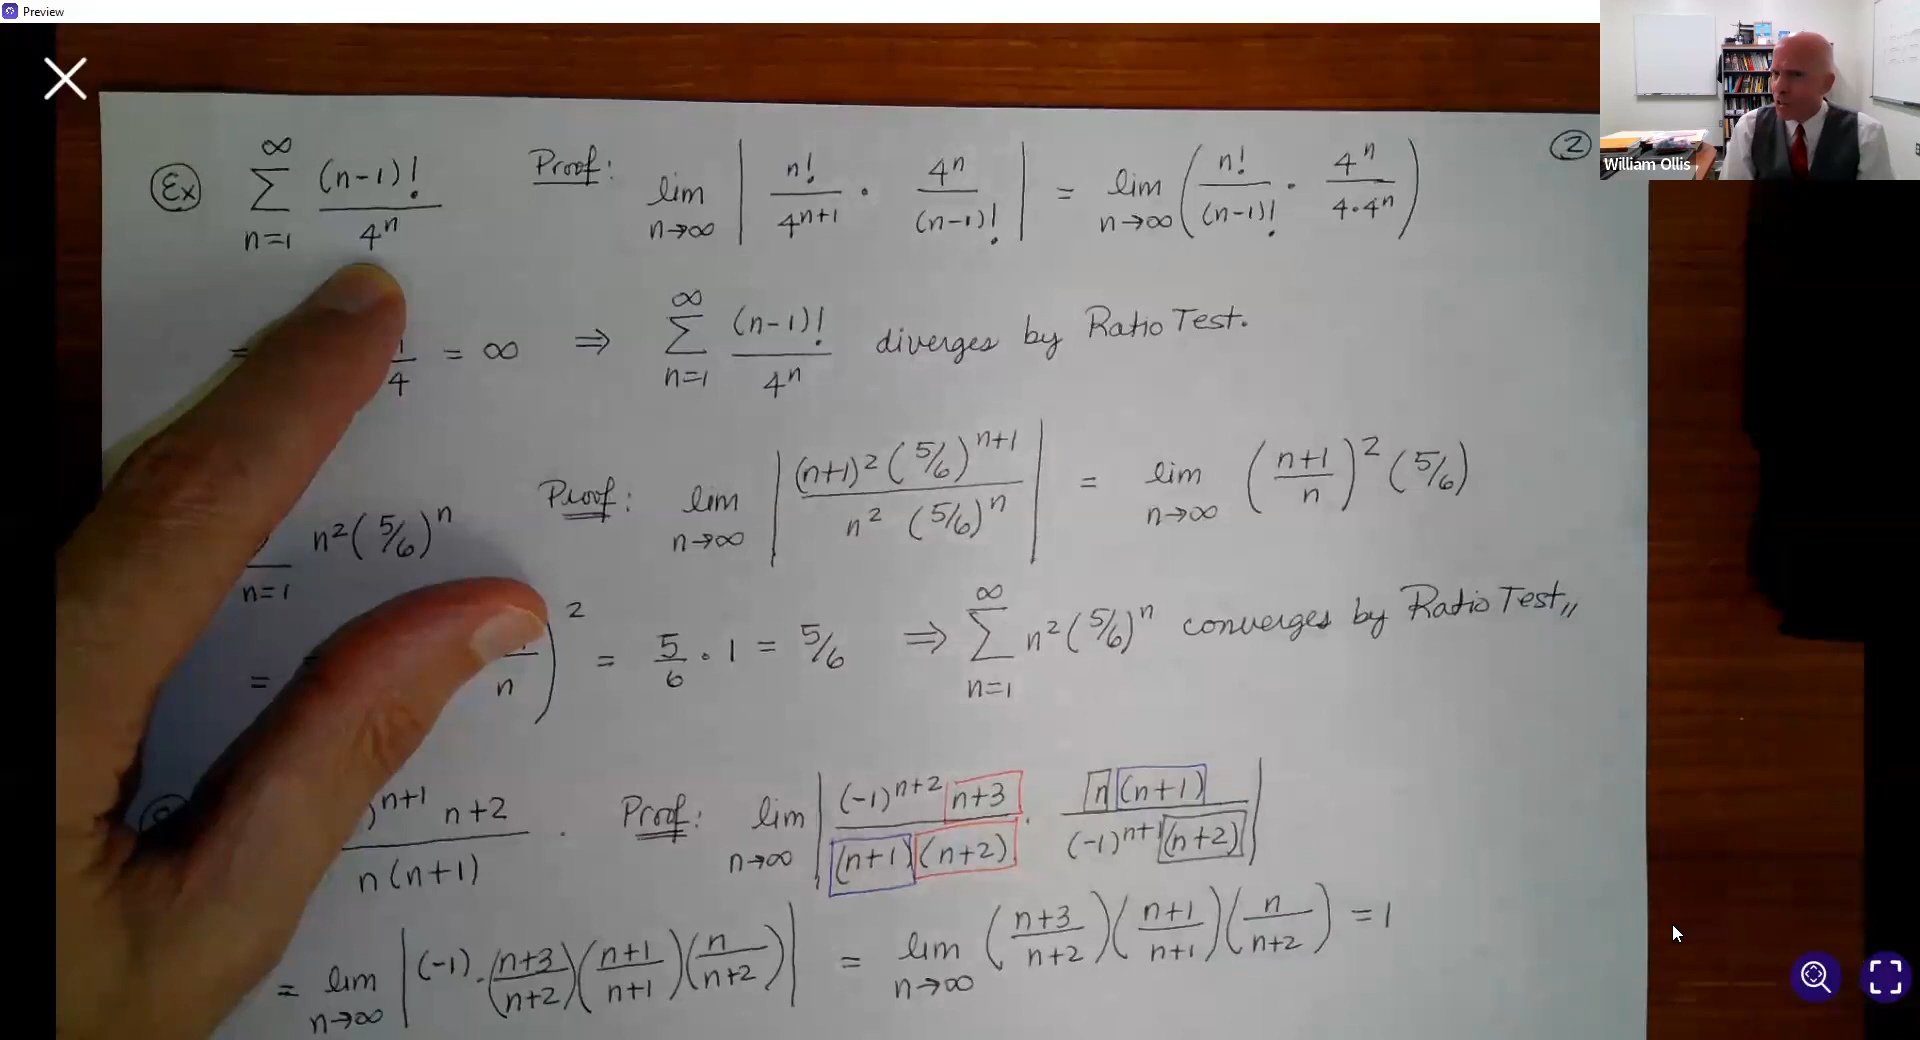 Preview
William Ollis
②
Ex ∑_{n=1}^{∞} (n-1)!/4^n Proof: lim_{n→∞} | n!/4^{n+1} · 4^n/(n-1)! | = lim_{n→∞} ( n!/(n-1)! · 4^n/(4·4^n) )
= /4 = ∞ ⇒ ∑_{n=1}^{∞} (n-1)!/4^n diverges by Ratio Test.
n=1 n²(5/6)^n Proof: lim_{n→∞} | (n+1)²(5/6)^{n+1} / n² (5/6)^n | = lim_{n→∞} ( (n+1)/n )² (5/6)
= /n )² = 5/6 · 1 = 5/6 ⇒ ∑_{n=1}^{∞} n²(5/6)^n converges by Ratio Test,,
)^{n+1} n+2 / n(n+1) . Proof: lim_{n→∞} | (-1)^{n+2} n+3 / (n+1)(n+2) · n(n+1) / (-1)^{n+1}(n+2) |
= lim_{n→∞} | (-1) · ((n+3)/(n+2)) ((n+1)/(n+1)) (n/(n+2)) | = lim_{n→∞} ((n+3)/(n+2)) ((n+1)/(n+1)) (n/(n+2)) = 1